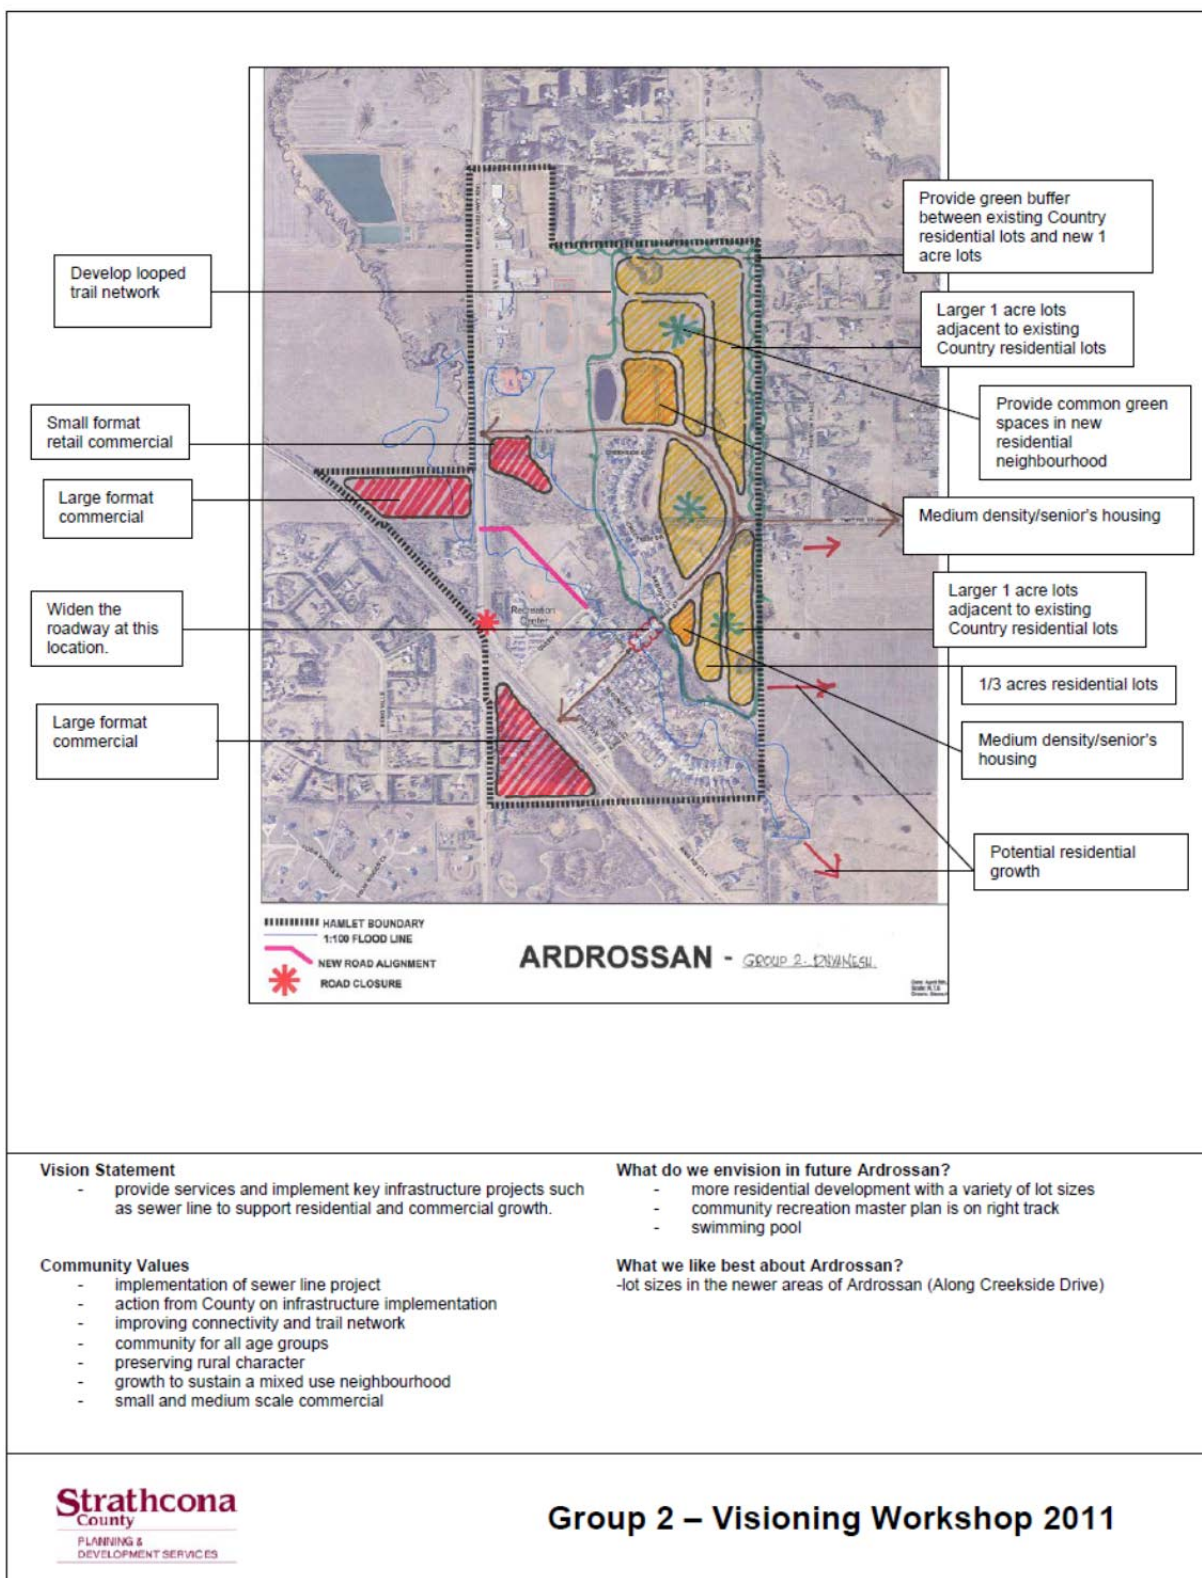 Develop looped
trail network
Small format
retail commercial
Large format
commercial
Widen the
roadway at this
location.
Large format
commercial
Provide green buffer
between existing Country
residential lots and new 1
acre lots
Larger 1 acre lots
adjacent to existing
Country residential lots
Provide common green
spaces in new
residential
neighbourhood
Medium density/senior's housing
Larger 1 acre lots
adjacent to existing
Country residential lots
1/3 acres residential lots
Medium density/senior's
housing
Potential residential
growth
Recreation
Center
HAMLET BOUNDARY
1:100 FLOOD LINE
NEW ROAD ALIGNMENT
ROAD CLOSURE
ARDROSSAN - GROUP 2- DNYANESH.
Vision Statement
- provide services and implement key infrastructure projects such
as sewer line to support residential and commercial growth.
Community Values
- implementation of sewer line project
- action from County on infrastructure implementation
- improving connectivity and trail network
- community for all age groups
- preserving rural character
- growth to sustain a mixed use neighbourhood
- small and medium scale commercial
What do we envision in future Ardrossan?
- more residential development with a variety of lot sizes
- community recreation master plan is on right track
- swimming pool
What we like best about Ardrossan?
-lot sizes in the newer areas of Ardrossan (Along Creekside Drive)
Strathcona
County
PLANNING &
DEVELOPMENT SERVICES
Group 2 – Visioning Workshop 2011